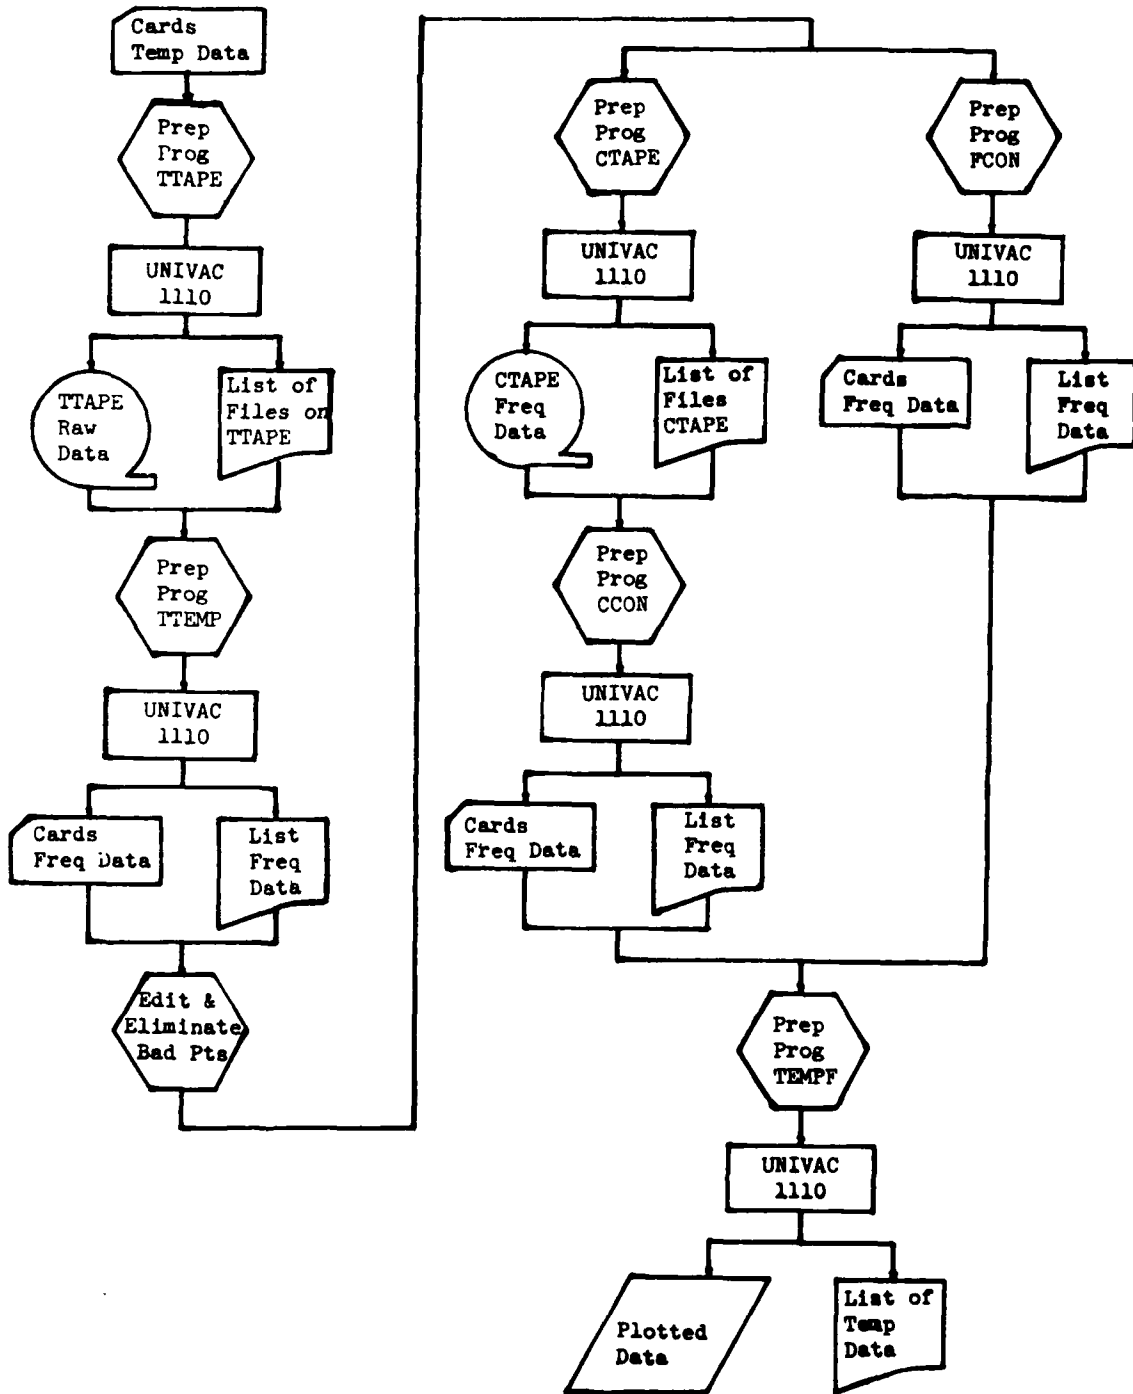 Cards
Temp Data
Prep
Prog
TTAPE
UNIVAC
1110
TTAPE
Raw
Data
List of
Files on
TTAPE
Prep
Prog
TTEMP
UNIVAC
1110
Cards
Freq Data
List
Freq
Data
Edit &
Eliminate
Bad Pts
Prep
Prog
CTAPE
UNIVAC
1110
CTAPE
Freq
Data
List of
Files
CTAPE
Prep
Prog
CCON
UNIVAC
1110
Cards
Freq Data
List
Freq
Data
Prep
Prog
FCON
UNIVAC
1110
Cards
Freq Data
List
Freq
Data
Prep
Prog
TEMPF
UNIVAC
1110
Plotted
Data
List of
Temp
Data